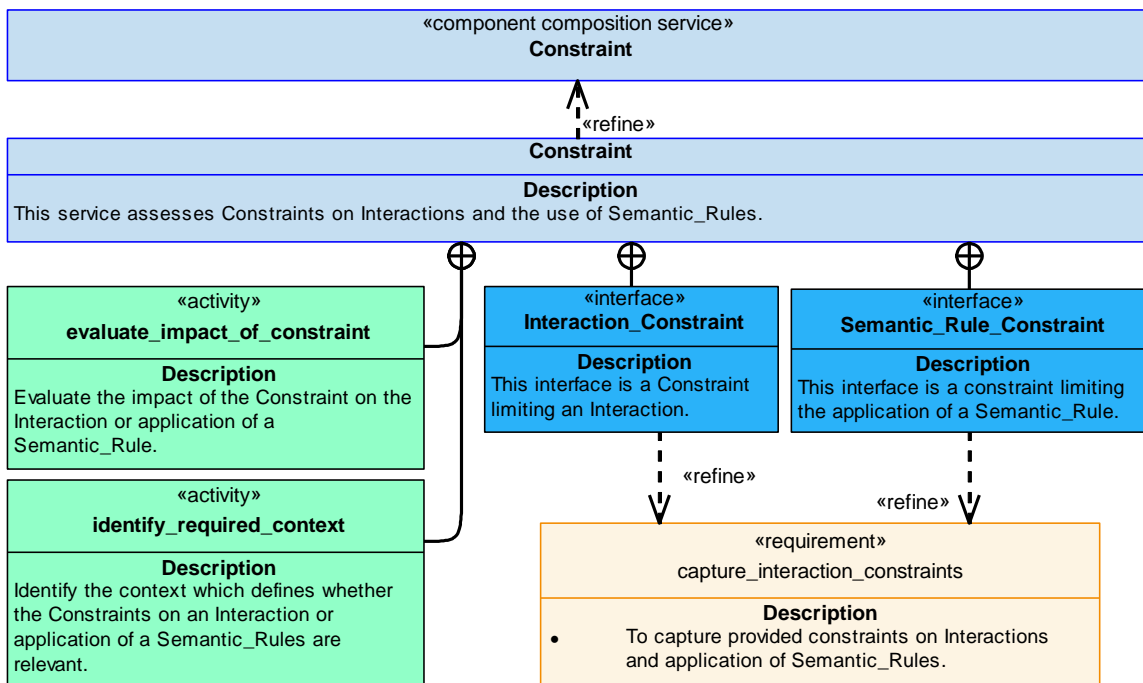 «component composition service»
Constraint
«refine»
Constraint
Description
This service assesses Constraints on Interactions and the use of Semantic_Rules.
«activity»
evaluate_impact_of_constraint
Description
Evaluate the impact of the Constraint on the
Interaction or application of a
Semantic_Rule.
«interface»
Interaction_Constraint
Description
This interface is a Constraint
limiting an Interaction.
«interface»
Semantic_Rule_Constraint
Description
This interface is a constraint limiting
the application of a Semantic_Rule.
«refine»
«refine»
«activity»
identify_required_context
Description
Identify the context which defines whether
the Constraints on an Interaction or
application of a Semantic_Rules are
relevant.
«requirement»
capture_interaction_constraints
Description
• To capture provided constraints on Interactions
and application of Semantic_Rules.